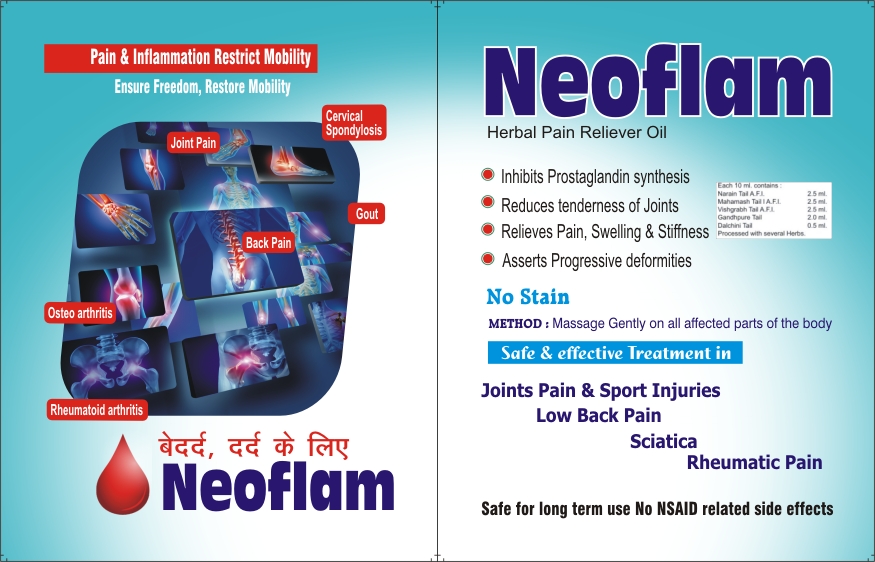 Pain & Inflammation Restrict Mobility
Ensure Freedom, Restore Mobility
Cervical
Spondylosis
Joint Pain
Gout
Back Pain
Osteo arthritis
Rheumatoid arthritis
बेदर्द, दर्द के लिए
Neoflam
Neoflam
Herbal Pain Reliever Oil
Inhibits Prostaglandin synthesis
Reduces tenderness of Joints
Relieves Pain, Swelling & Stiffness
Asserts Progressive deformities
Each 10 ml. contains :
Narain Tail A.F.I. 2.5 ml.
Mahamash Tail I A.F.I. 2.5 ml.
Vishgrabh Tail A.F.I. 2.5 ml.
Gandhpure Tail 2.0 ml.
Dalchini Tail 0.5 ml.
Processed with several Herbs.
No Stain
METHOD : Massage Gently on all affected parts of the body
Safe & effective Treatment in
Joints Pain & Sport Injuries
Low Back Pain
Sciatica
Rheumatic Pain
Safe for long term use No NSAID related side effects